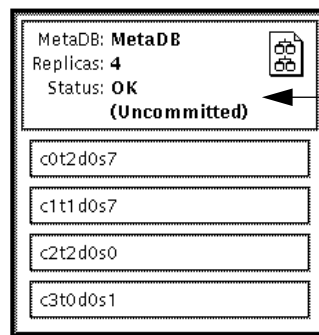 MetaDB: MetaDB
Replicas: 4
Status: OK
(Uncommitted)
c0t2d0s7
c1t1d0s7
c2t2d0s0
c3t0d0s1